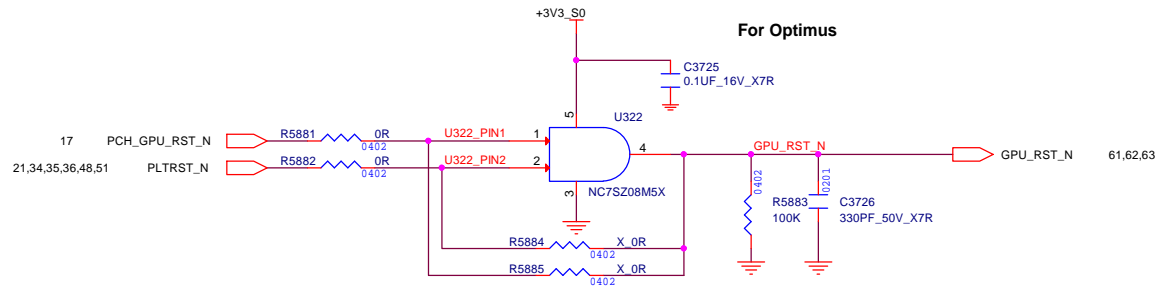 +3V3_S0
For Optimus
C3725
0.1UF_16V_X7R
5
U322
17 PCH_GPU_RST_N R5881 0R 0402 U322_PIN1 1
21,34,35,36,48,51 PLTRST_N R5882 0R 0402 U322_PIN2 2
4 GPU_RST_N GPU_RST_N 61,62,63
3
NC7SZ08M5X
0402
R5883
100K
0201
C3726
330PF_50V_X7R
R5884 X_0R
0402
R5885 X_0R
0402